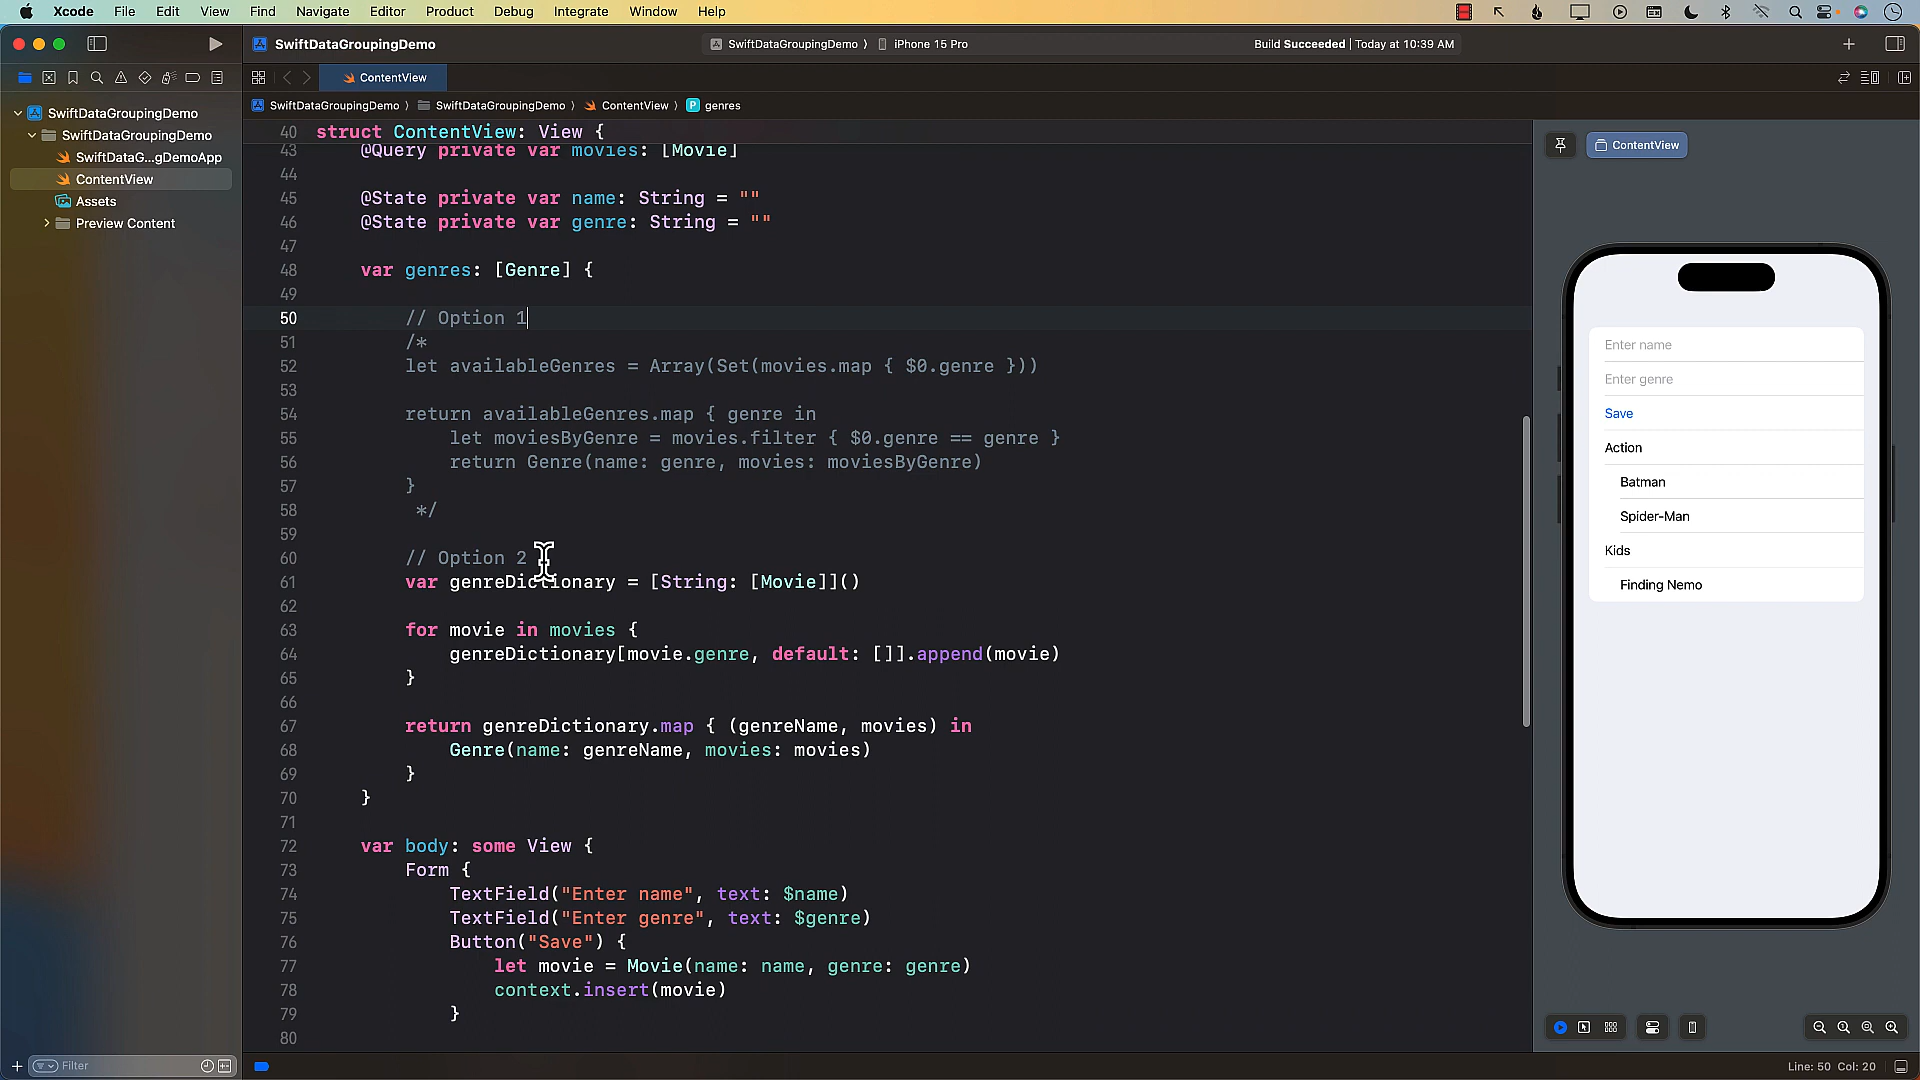 Xcode File Edit View Find Navigate Editor Product Debug Integrate Window Help
SwiftDataGroupingDemo
SwiftDataGroupingDemo 〉 iPhone 15 Pro
Build Succeeded | Today at 10:39 AM
ContentView
SwiftDataGroupingDemo 〉 SwiftDataGroupingDemo 〉 ContentView 〉 P genres
SwiftDataGroupingDemo
SwiftDataGroupingDemo
SwiftDataG...gDemoApp
ContentView
Assets
Preview Content
Filter
40 struct ContentView: View {
43 @Query private var movies: [Movie]
44
45 @State private var name: String = ""
46 @State private var genre: String = ""
47
48 var genres: [Genre] {
49
50 // Option 1
51 /*
52 let availableGenres = Array(Set(movies.map { $0.genre }))
53
54 return availableGenres.map { genre in
55 let moviesByGenre = movies.filter { $0.genre == genre }
56 return Genre(name: genre, movies: moviesByGenre)
57 }
58 */
59
60 // Option 2
61 var genreDictionary = [String: [Movie]]()
62
63 for movie in movies {
64 genreDictionary[movie.genre, default: []].append(movie)
65 }
66
67 return genreDictionary.map { (genreName, movies) in
68 Genre(name: genreName, movies: movies)
69 }
70 }
71
72 var body: some View {
73 Form {
74 TextField("Enter name", text: $name)
75 TextField("Enter genre", text: $genre)
76 Button("Save") {
77 let movie = Movie(name: name, genre: genre)
78 context.insert(movie)
79 }
80
ContentView
Enter name
Enter genre
Save
Action
Batman
Spider-Man
Kids
Finding Nemo
Line: 50 Col: 20